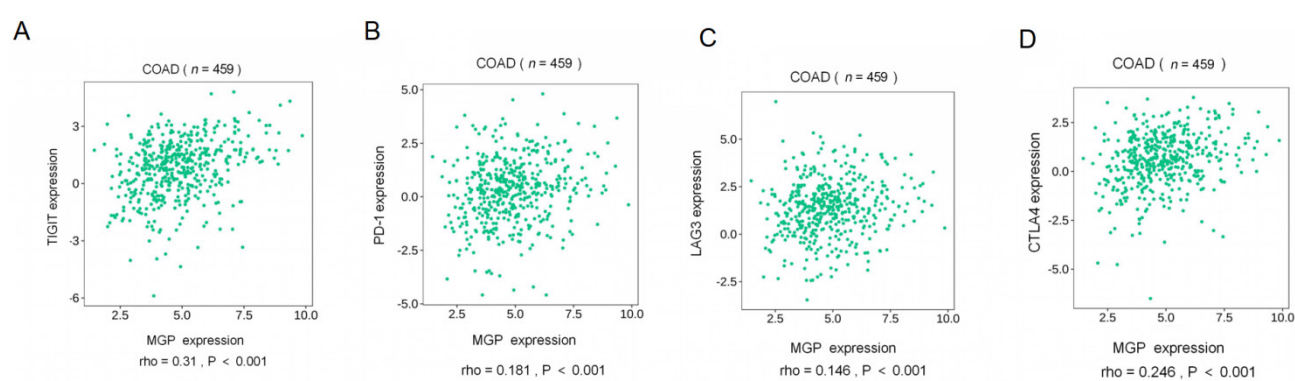 A
COAD ( n = 459 )
TIGIT expression
3
0
-3
-6
2.5 5.0 7.5 10.0
MGP expression
rho = 0.31 , P < 0.001
B
COAD ( n = 459 )
PD-1 expression
5.0
2.5
0.0
-2.5
-5.0
2.5 5.0 7.5 10.0
MGP expression
rho = 0.181 , P < 0.001
C
COAD ( n = 459 )
LAG3 expression
5.0
2.5
0.0
-2.5
2.5 5.0 7.5 10.0
MGP expression
rho = 0.146 , P < 0.001
D
COAD ( n = 459 )
CTLA4 expression
2.5
0.0
-2.5
-5.0
2.5 5.0 7.5 10.0
MGP expression
rho = 0.246 , P < 0.001